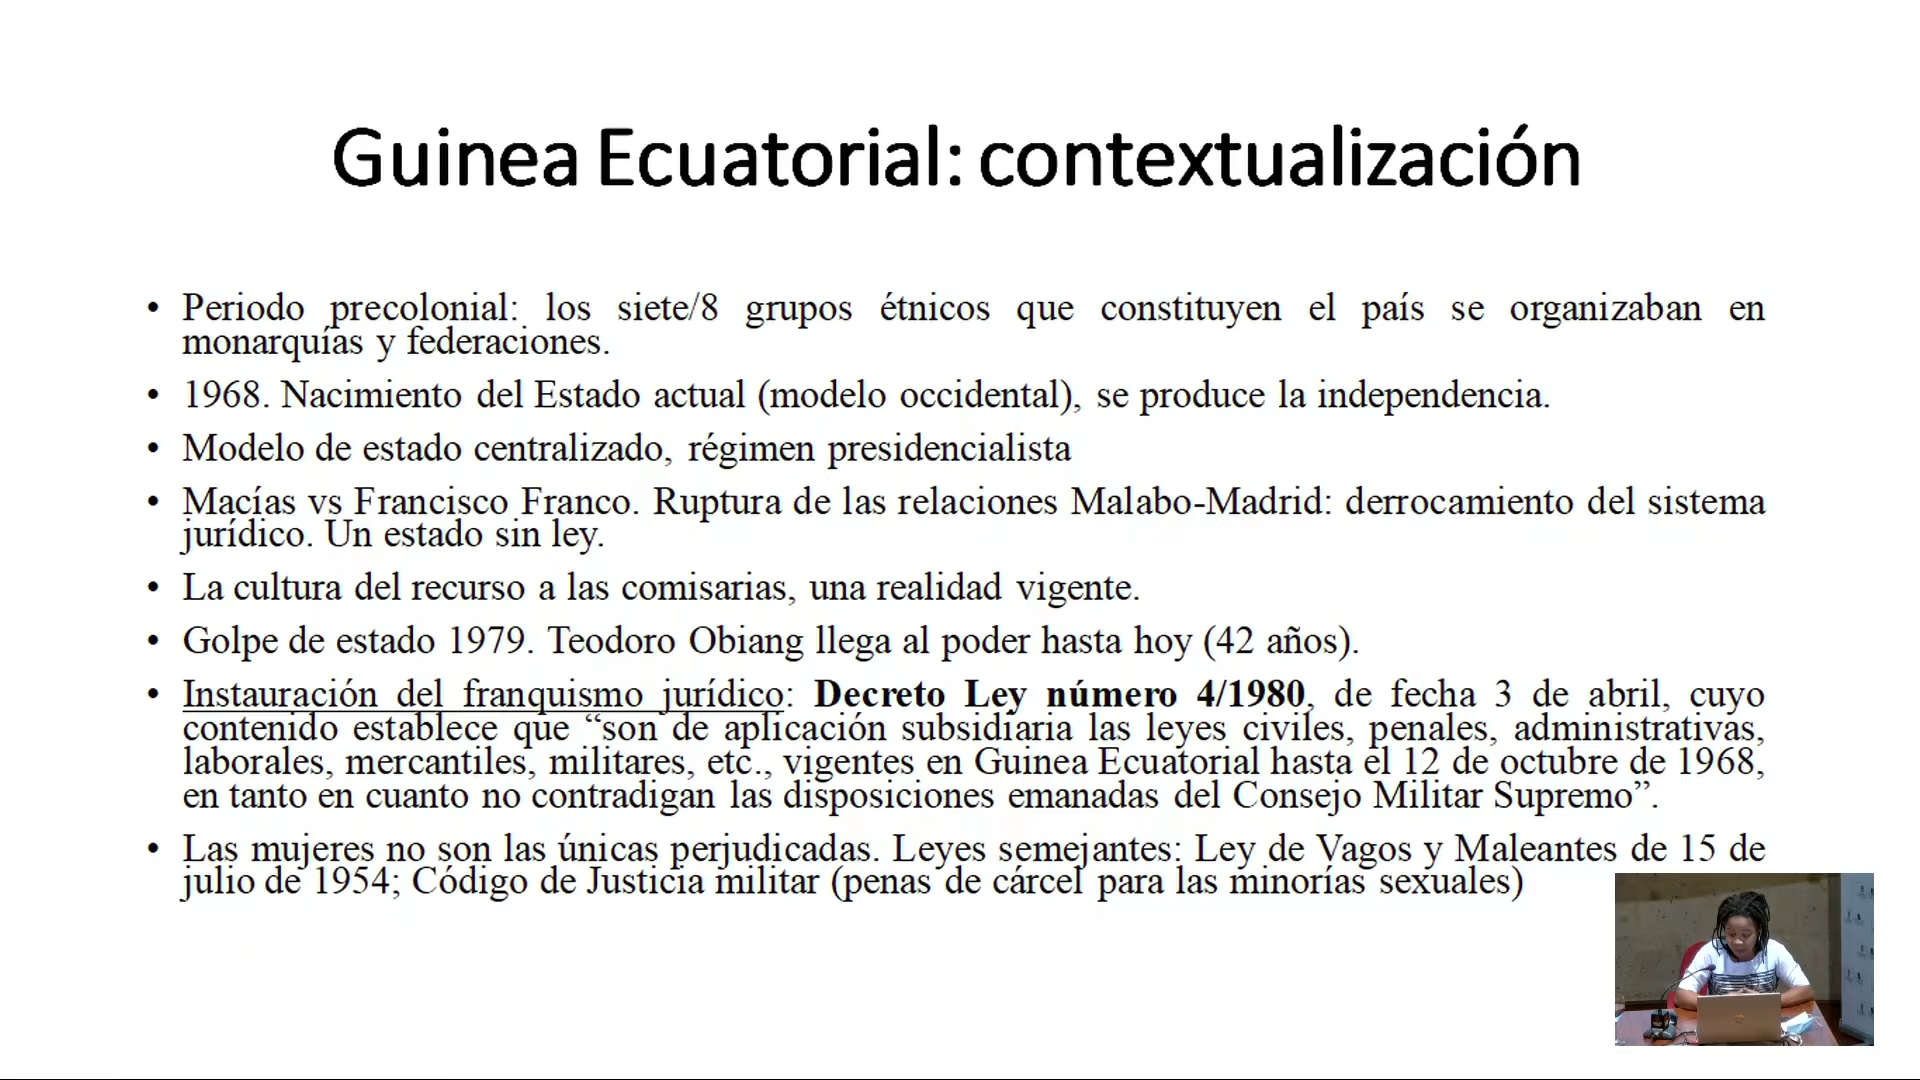 Guinea Ecuatorial: contextualización
• Periodo precolonial: los siete/8 grupos étnicos que constituyen el país se organizaban en
monarquías y federaciones.
• 1968. Nacimiento del Estado actual (modelo occidental), se produce la independencia.
• Modelo de estado centralizado, régimen presidencialista
• Macías vs Francisco Franco. Ruptura de las relaciones Malabo-Madrid: derrocamiento del sistema
jurídico. Un estado sin ley.
• La cultura del recurso a las comisarias, una realidad vigente.
• Golpe de estado 1979. Teodoro Obiang llega al poder hasta hoy (42 años).
• Instauración del franquismo jurídico: Decreto Ley número 4/1980, de fecha 3 de abril, cuyo
contenido establece que “son de aplicación subsidiaria las leyes civiles, penales, administrativas,
laborales, mercantiles, militares, etc., vigentes en Guinea Ecuatorial hasta el 12 de octubre de 1968,
en tanto en cuanto no contradigan las disposiciones emanadas del Consejo Militar Supremo”.
• Las mujeres no son las únicas perjudicadas. Leyes semejantes: Ley de Vagos y Maleantes de 15 de
julio de 1954; Código de Justicia militar (penas de cárcel para las minorías sexuales)